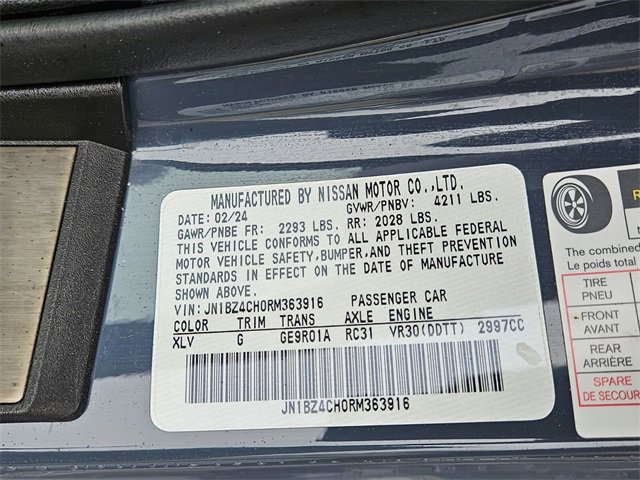 MANUFACTURED BY NISSAN MOTOR CO.,LTD.
DATE: 02/24 GVWR/PNBV: 4211 LBS.
GAWR/PNBE FR: 2293 LBS. RR: 2028 LBS.
THIS VEHICLE CONFORMS TO ALL APPLICABLE FEDERAL
MOTOR VEHICLE SAFETY, BUMPER, AND THEFT PREVENTION
STANDARDS IN EFFECT ON THE DATE OF MANUFACTURE
SHOWN ABOVE.
VIN: JN1BZ4CH0RM363916 PASSENGER CAR
COLOR TRIM TRANS AXLE ENGINE
XLV G GE9R01A RC31 VR30(DDTT) 2997CC
JN1BZ4CH0RM363916
The combined
Le poids total
TIRE
PNEU
FRONT
AVANT
REAR
ARRIÈRE
SPARE
DE SECOURS